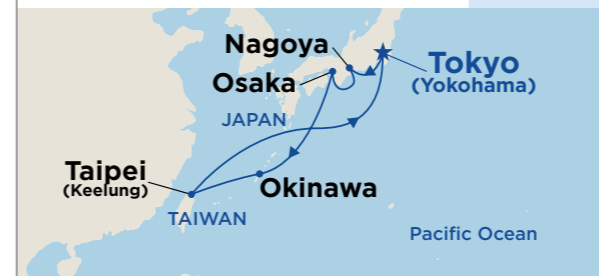 Nagoya
Tokyo
(Yokohama)
Osaka
JAPAN
Taipei
(Keelung)
Okinawa
TAIWAN
Pacific Ocean